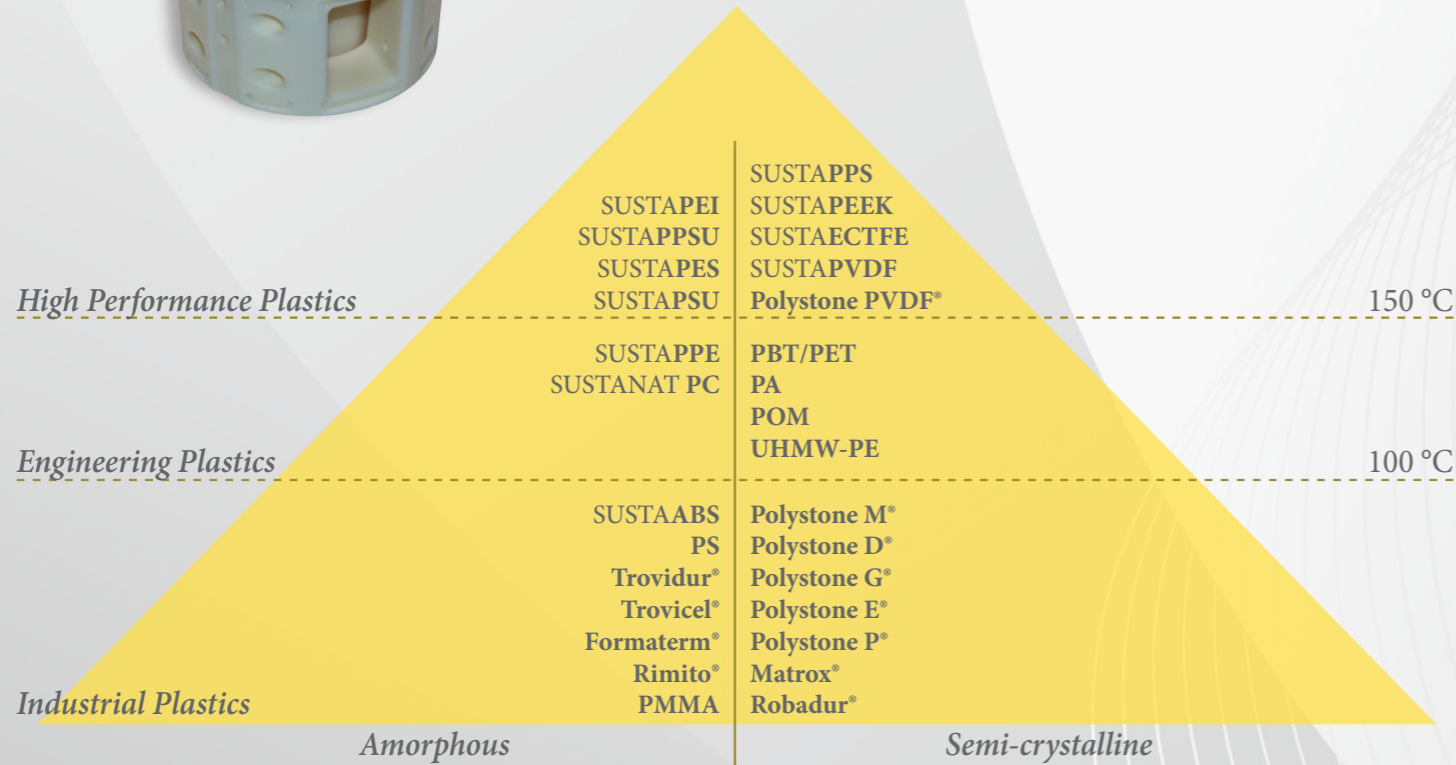 SUSTAPPS
SUSTAPEI SUSTAPEEK
SUSTAPPSU SUSTAECTFE
SUSTAPES SUSTAPVDF
High Performance Plastics SUSTAPSU Polystone PVDF® 150 °C
SUSTAPPE PBT/PET
SUSTANAT PC PA
POM
UHMW-PE
Engineering Plastics 100 °C
SUSTAABS Polystone M®
PS Polystone D®
Trovidur® Polystone G®
Trovicel® Polystone E®
Formaterm® Polystone P®
Rimito® Matrox®
Industrial Plastics PMMA Robadur®
Amorphous Semi-crystalline